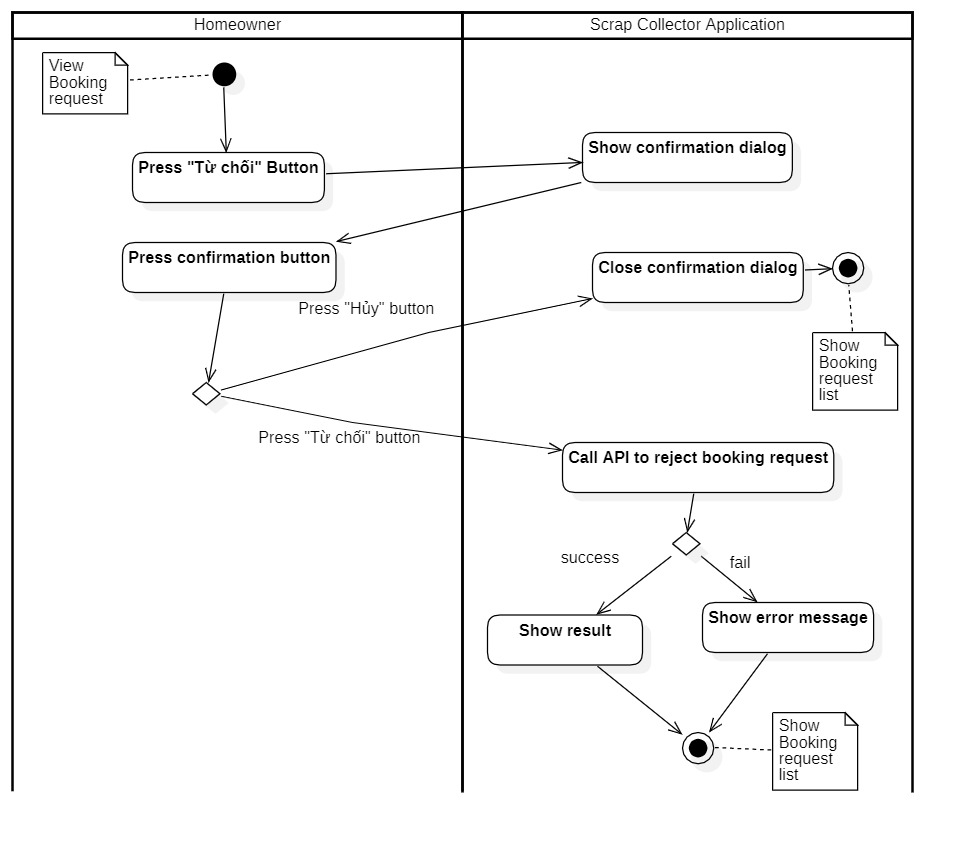 Homeowner
Scrap Collector Application
View
Booking
request
Press "Từ chối" Button
Show confirmation dialog
Press confirmation button
Close confirmation dialog
Press "Hủy" button
Show
Booking
request
list
Press "Từ chối" button
Call API to reject booking request
success
fail
Show result
Show error message
Show
Booking
request
list